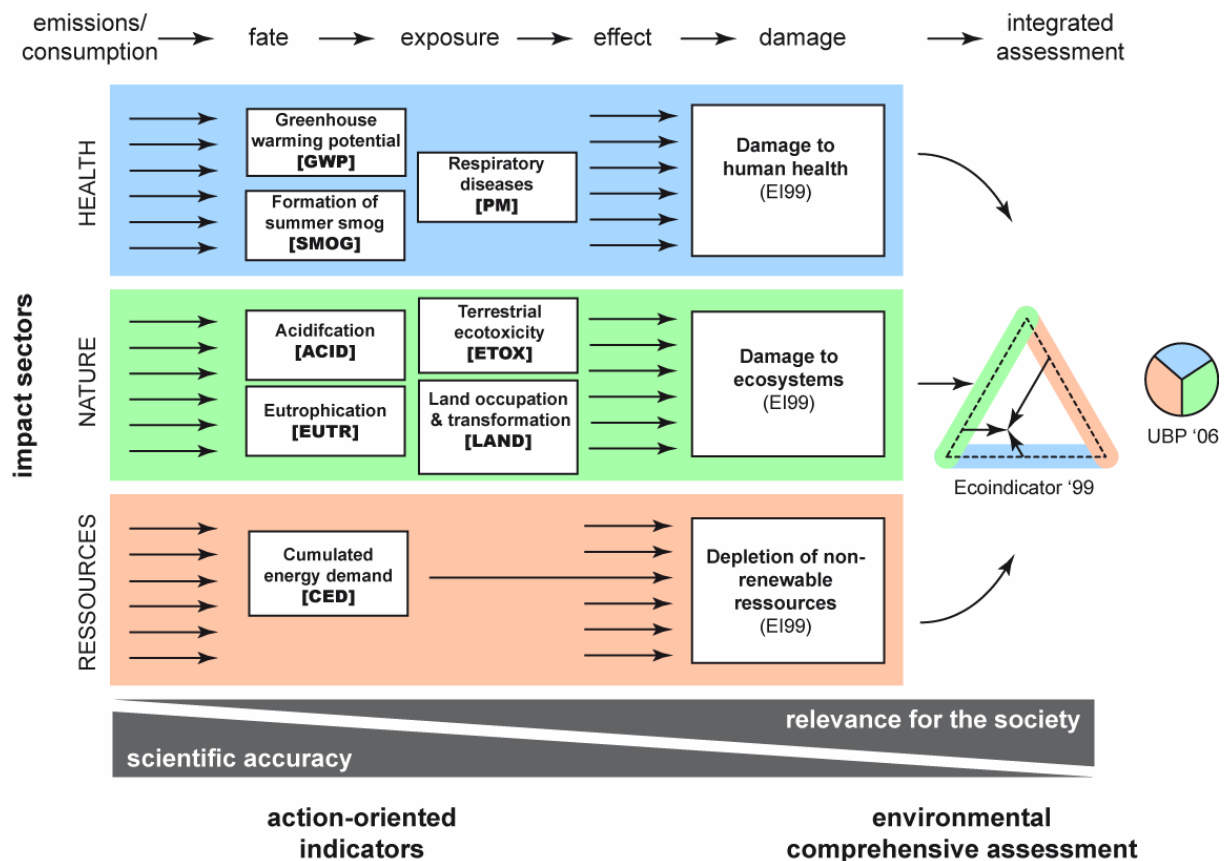 emissions/
consumption
fate
exposure
effect
damage
integrated
assessment
impact sectors
HEALTH
Greenhouse
warming potential
[GWP]
Formation of
summer smog
[SMOG]
Respiratory
diseases
[PM]
Damage to
human health
(EI99)
NATURE
Acidifcation
[ACID]
Eutrophication
[EUTR]
Terrestrial
ecotoxicity
[ETOX]
Land occupation
& transformation
[LAND]
Damage to
ecosystems
(EI99)
Ecoindicator ‘99
UBP ‘06
RESSOURCES
Cumulated
energy demand
[CED]
Depletion of non-
renewable
ressources
(EI99)
relevance for the society
scientific accuracy
action-oriented
indicators
environmental
comprehensive assessment